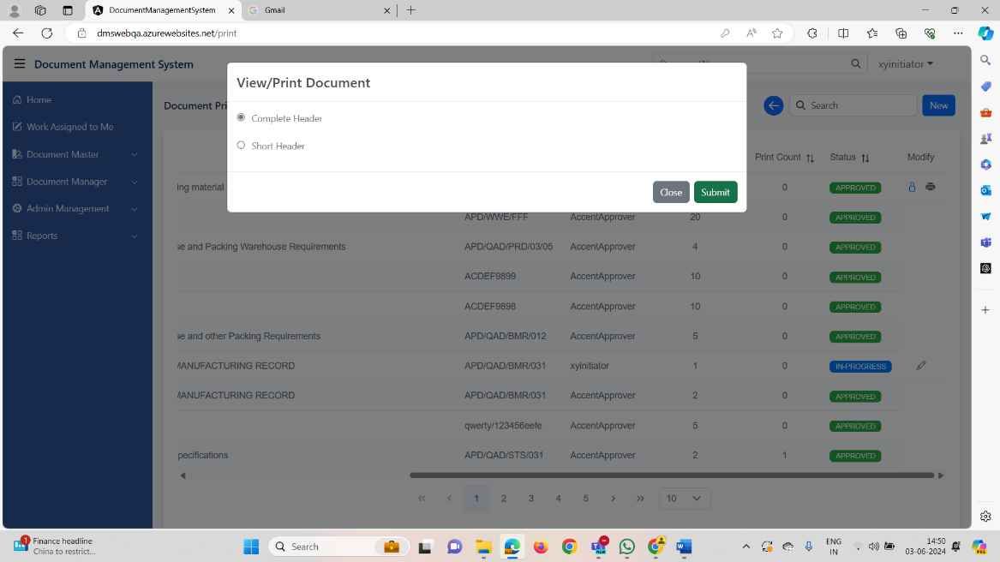 DocumentManagementSystem
Gmail
dmswebqa.azurewebsites.net/print
Document Management System
xyinitiator
Home
Work Assigned to Me
Document Master
Document Manager
Admin Management
Reports
View/Print Document
Complete Header
Short Header
Close
Submit
Document Pri
Search
New
Print Count
Status
Modify
ing material
0
APPROVED
APD/WWE/FFF AccentApprover 20 0 APPROVED
se and Packing Warehouse Requirements APD/QAD/PRD/03/05 AccentApprover 4 0 APPROVED
ACDEF9899 AccentApprover 10 0 APPROVED
ACDEF9898 AccentApprover 10 0 APPROVED
se and other Packing Requirements APD/QAD/BMR/012 AccentApprover 5 0 APPROVED
MANUFACTURING RECORD APD/QAD/BMR/031 xyinitiator 1 0 IN-PROGRESS
MANUFACTURING RECORD APD/QAD/BMR/031 AccentApprover 2 0 APPROVED
qwerty/123456eefe AccentApprover 5 0 APPROVED
pecifications APD/QAD/STS/031 AccentApprover 2 1 APPROVED
1 2 3 4 5 10
1
Finance headline
China to restrict...
Search
NEW
PRE
ENG
IN
14:50
03-06-2024